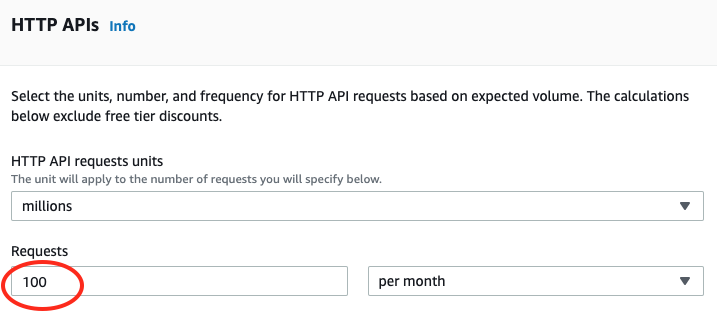 HTTP APIs Info
Select the units, number, and frequency for HTTP API requests based on expected volume. The calculations
below exclude free tier discounts.
HTTP API requests units
The unit will apply to the number of requests you will specify below.
millions
Requests
100 per month